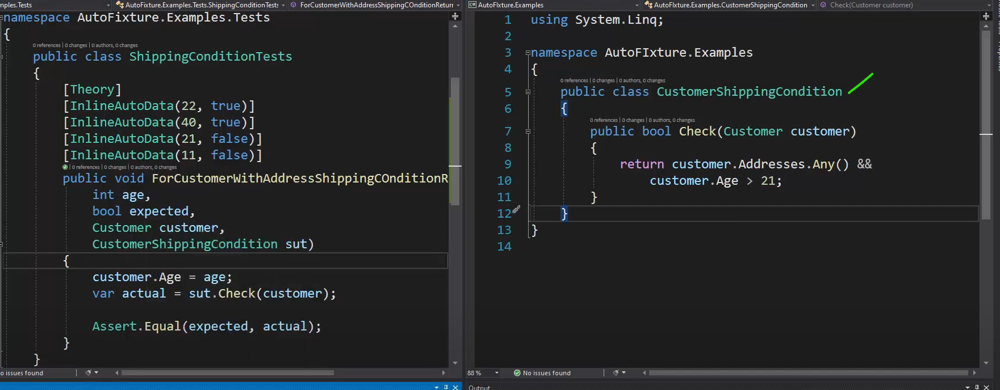 mples.Tests
AutoFixture.Examples.Tests.ShippingConditionTests
ForCustomerWithAddressShippingCOnditionReturr
namespace AutoFixture.Examples.Tests
{
0 references | 0 changes | 0 authors, 0 changes
public class ShippingConditionTests
{
[Theory]
[InlineAutoData(22, true)]
[InlineAutoData(40, true)]
[InlineAutoData(21, false)]
[InlineAutoData(11, false)]
| 0 references | 0 changes | 0 authors, 0 changes
public void ForCustomerWithAddressShippingCOnditionR
int age,
bool expected,
Customer customer,
CustomerShippingCondition sut)
{
customer.Age = age;
var actual = sut.Check(customer);
Assert.Equal(expected, actual);
}
}
o issues found
C# AutoFIxture.Examples
AutoFIxture.Examples.CustomerShippingCondition
Check(Customer customer)
1 using System.Linq;
2
3 namespace AutoFIxture.Examples
4 {
0 references | 0 changes | 0 authors, 0 changes
5 public class CustomerShippingCondition
6 {
0 references | 0 changes | 0 authors, 0 changes
7 public bool Check(Customer customer)
8 {
9 return customer.Addresses.Any() &&
10 customer.Age > 21;
11 }
12 }
13 }
14
88 %
No issues found
Output